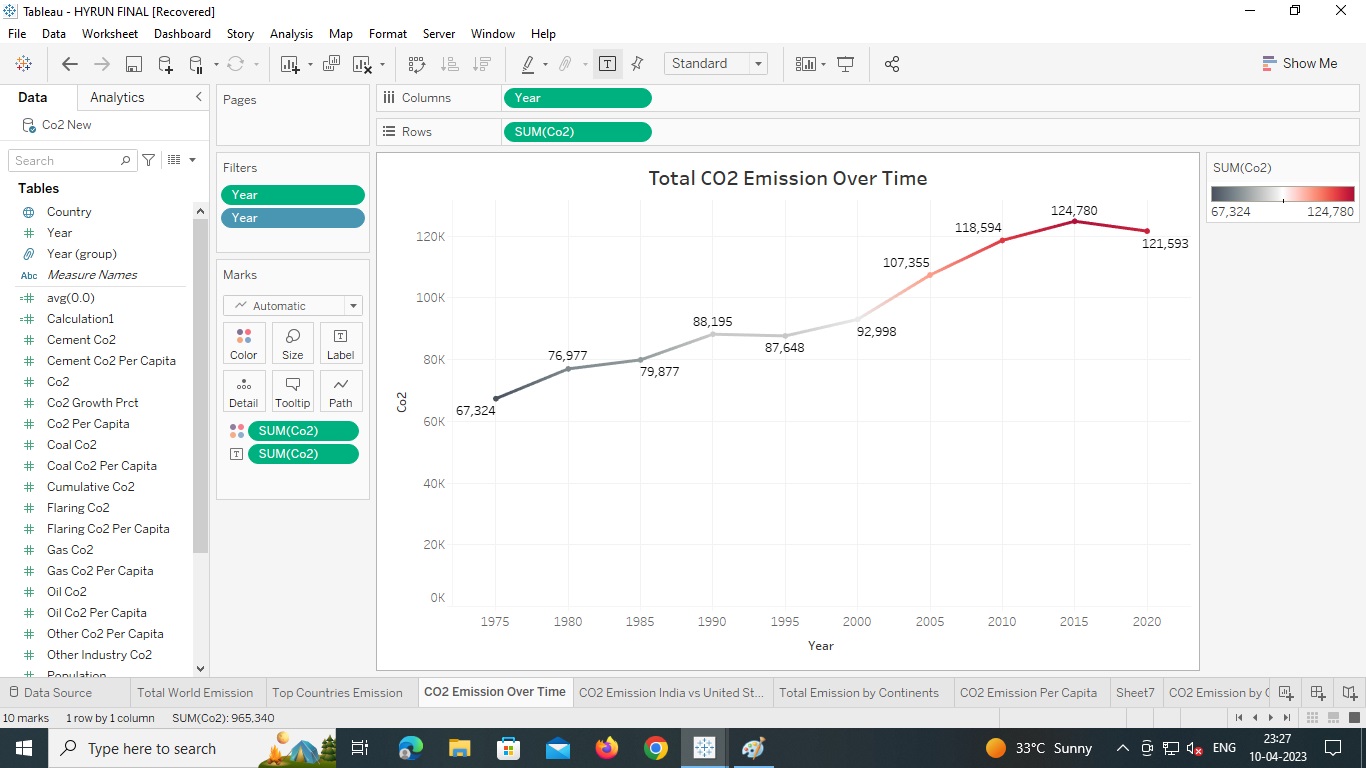 Tableau - HYRUN FINAL [Recovered]
File Data Worksheet Dashboard Story Analysis Map Format Server Window Help
Standard
Show Me
Data Analytics
Co2 New
Search
Tables
Country
Year
Year (group)
Measure Names
avg(0.0)
Calculation1
Cement Co2
Cement Co2 Per Capita
Co2
Co2 Growth Prct
Co2 Per Capita
Coal Co2
Coal Co2 Per Capita
Cumulative Co2
Flaring Co2
Flaring Co2 Per Capita
Gas Co2
Gas Co2 Per Capita
Oil Co2
Oil Co2 Per Capita
Other Co2 Per Capita
Other Industry Co2
Population
Pages
Filters
Year
Year
Marks
Automatic
Color Size Label
Detail Tooltip Path
SUM(Co2)
SUM(Co2)
Columns Year
Rows SUM(Co2)
Total CO2 Emission Over Time
120K
100K
80K
60K
40K
20K
0K
Co2
67,324
76,977
79,877
88,195
87,648
92,998
107,355
118,594
124,780
121,593
1975 1980 1985 1990 1995 2000 2005 2010 2015 2020
Year
SUM(Co2)
67,324 124,780
Data Source Total World Emission Top Countries Emission CO2 Emission Over Time CO2 Emission India vs United St... Total Emission by Continents CO2 Emission Per Capita Sheet7 CO2 Emission by
10 marks 1 row by 1 column SUM(Co2): 965,340
Type here to search
33°C Sunny
ENG
23:27
10-04-2023